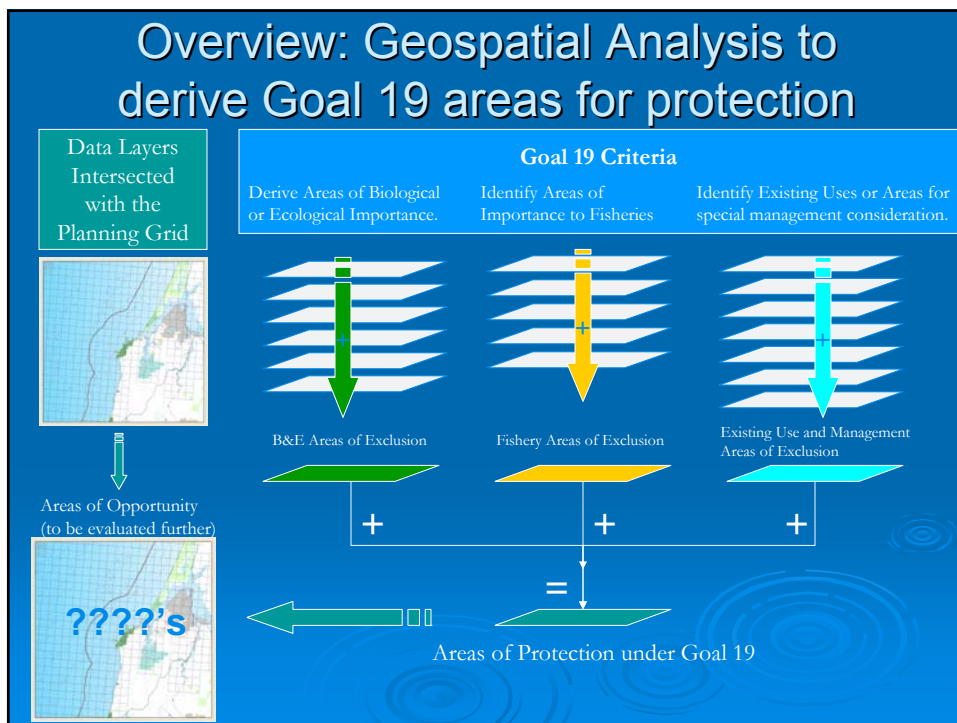 Overview: Geospatial Analysis to
derive Goal 19 areas for protection
Data Layers
Intersected
with the
Planning Grid
Goal 19 Criteria
Derive Areas of Biological
or Ecological Importance.
Identify Areas of
Importance to Fisheries
Identify Existing Uses or Areas for
special management consideration.
+
+
+
B&E Areas of Exclusion
Fishery Areas of Exclusion
Existing Use and Management
Areas of Exclusion
Areas of Opportunity
(to be evaluated further)
+
+
+
????'s
=
Areas of Protection under Goal 19